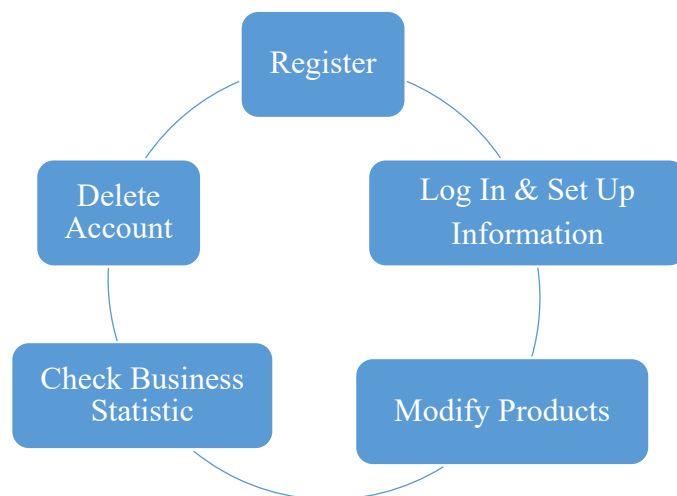 Register
Log In & Set Up
Information
Modify Products
Check Business
Statistic
Delete
Account